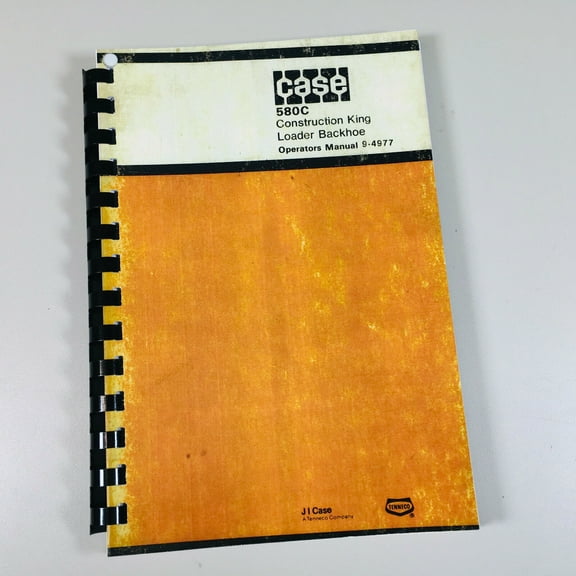 case
580C
Construction King
Loader Backhoe
Operators Manual 9-4977
J I Case
A Tenneco Company
TENNECO
®